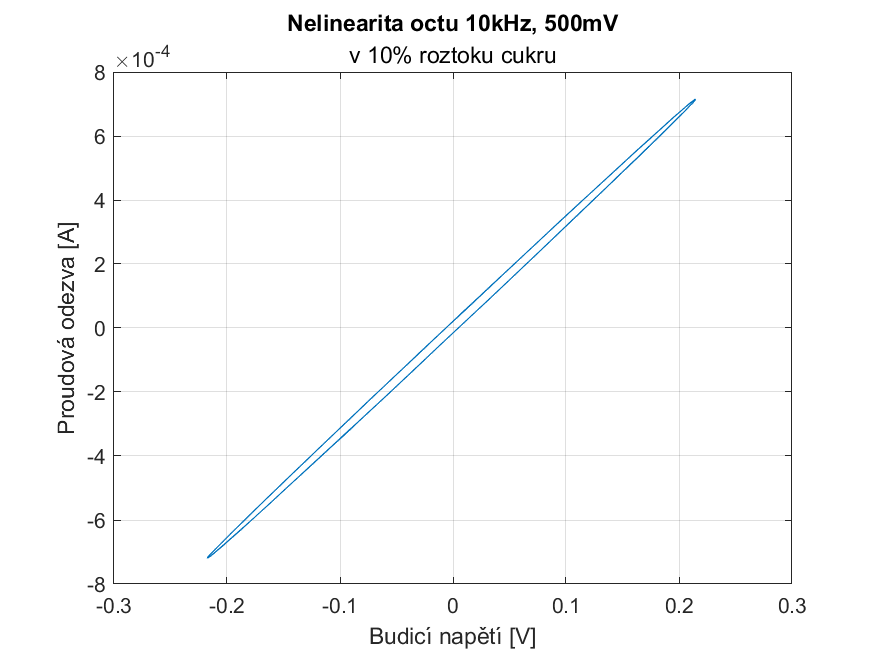 Nelinearita octu 10kHz, 500mV
v 10% roztoku cukru
×10⁻⁴
8
6
4
2
0
-2
-4
-6
-8
Proudová odezva [A]
-0.3 -0.2 -0.1 0 0.1 0.2 0.3
Budicí napětí [V]